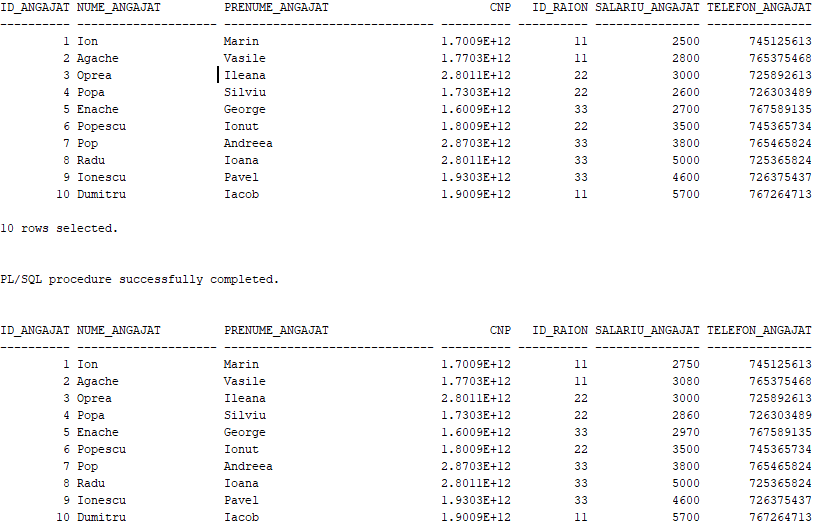 ID_ANGAJAT NUME_ANGAJAT         PRENUME_ANGAJAT                       CNP   ID_RAION SALARIU_ANGAJAT TELEFON_ANGAJAT
---------- -------------------- ------------------------------ ---------- ---------- --------------- ---------------
         1 Ion                  Marin                          1.7009E+12         11            2500       745125613
         2 Agache               Vasile                         1.7703E+12         11            2800       765375468
         3 Oprea                Ileana                         2.8011E+12         22            3000       725892613
         4 Popa                 Silviu                         1.7303E+12         22            2600       726303489
         5 Enache               George                         1.6009E+12         33            2700       767589135
         6 Popescu              Ionut                          1.8009E+12         22            3500       745365734
         7 Pop                  Andreea                        2.8703E+12         33            3800       765465824
         8 Radu                 Ioana                          2.8011E+12         33            5000       725365824
         9 Ionescu              Pavel                          1.9303E+12         33            4600       726375437
        10 Dumitru              Iacob                          1.9009E+12         11            5700       767264713
10 rows selected.
PL/SQL procedure successfully completed.
ID_ANGAJAT NUME_ANGAJAT         PRENUME_ANGAJAT                       CNP   ID_RAION SALARIU_ANGAJAT TELEFON_ANGAJAT
---------- -------------------- ------------------------------ ---------- ---------- --------------- ---------------
         1 Ion                  Marin                          1.7009E+12         11            2750       745125613
         2 Agache               Vasile                         1.7703E+12         11            3080       765375468
         3 Oprea                Ileana                         2.8011E+12         22            3000       725892613
         4 Popa                 Silviu                         1.7303E+12         22            2860       726303489
         5 Enache               George                         1.6009E+12         33            2970       767589135
         6 Popescu              Ionut                          1.8009E+12         22            3500       745365734
         7 Pop                  Andreea                        2.8703E+12         33            3800       765465824
         8 Radu                 Ioana                          2.8011E+12         33            5000       725365824
         9 Ionescu              Pavel                          1.9303E+12         33            4600       726375437
        10 Dumitru              Iacob                          1.9009E+12         11            5700       767264713